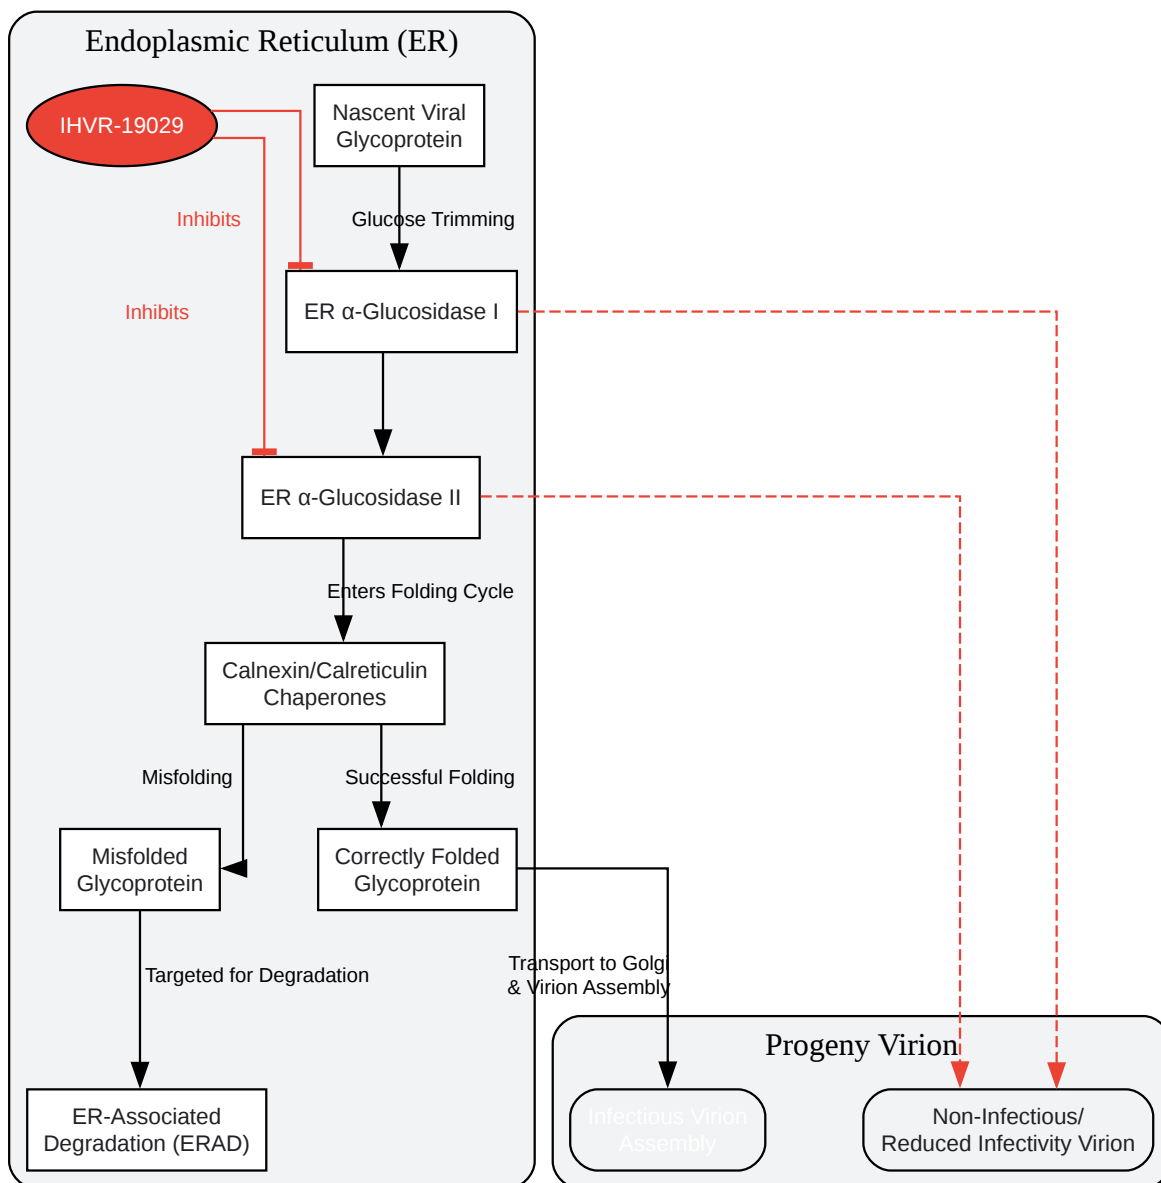 Endoplasmic Reticulum (ER)
IHVR-19029
Nascent Viral
Glycoprotein
Inhibits
Glucose Trimming
Inhibits
ER α-Glucosidase I
ER α-Glucosidase II
Enters Folding Cycle
Calnexin/Calreticulin
Chaperones
Misfolding
Successful Folding
Misfolded
Glycoprotein
Correctly Folded
Glycoprotein
Targeted for Degradation
Transport to Golgi
& Virion Assembly
Progeny Virion
ER-Associated
Degradation (ERAD)
Infectious Virion
Assembly
Non-Infectious/
Reduced Infectivity Virion